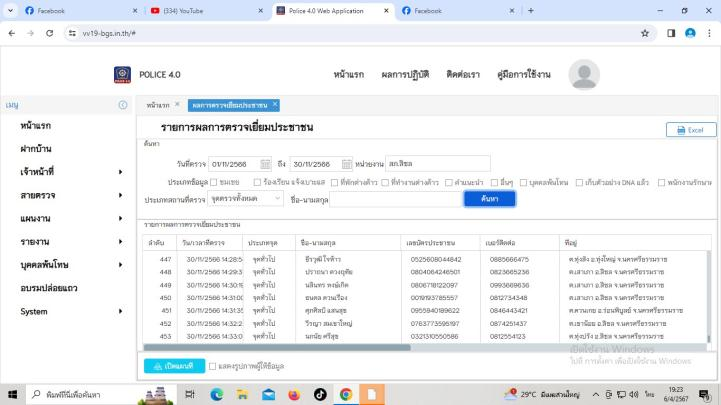 Facebook
(334) YouTube
Police 4.0 Web Application
Facebook
vv19-bgs.in.th/#
POLICE 4.0
หน้าแรก ผลการปฏิบัติ ติดต่อเรา คู่มือการใช้งาน
เมนู
หน้าแรก
ฝากบ้าน
เจ้าหน้าที่
สายตรวจ
แผนงาน
รายงาน
บุคคลพ้นโทษ
อบรมปล่อยแถว
System
หน้าแรก ผลการตรวจเยี่ยมประชาชน
รายการผลการตรวจเยี่ยมประชาชน
Excel
ค้นหา
วันที่ตรวจ 01/11/2566 ถึง 30/11/2566 หน่วยงาน สภ.สิชล
ประเภทข้อมูล ชมเชย ร้องเรียน แจ้งเบาะแส ที่พักต่างด้าว ที่ทำงานต่างด้าว คำแนะนำ อื่นๆ บุคคลพ้นโทษ เก็บตัวอย่าง DNA แล้ว พนักงานรักษา
ประเภทสถานที่ตรวจ จุดตรวจทั้งหมด ชื่อ-นามสกุล ค้นหา
รายการผลการตรวจเยี่ยมประชาชน
ลำดับ วัน/เวลาที่ตรวจ ประเภทจุด ชื่อ-นามสกุล เลขบัตรประชาชน เบอร์ติดต่อ ที่อยู่
447 30/11/2566 14:28:5 จุดทั่วไป ธีรวุฒิ ใจห้าว 0525608044842 0885666475 ต.ทุ่งสัง อ.ทุ่งใหญ่ จ.นครศรีธรรมราช
448 30/11/2566 14:29:3 จุดทั่วไป ปราถนา ดวงฤทัย 0804064246501 0823665236 ต.เสาเภา อ.สิชล จ.นครศรีธรรมราช
449 30/11/2566 14:30:1 จุดทั่วไป นลินทร พงษ์เกิด 0806718122097 0993669636 ต.เสาเภา อ.สิชล จ.นครศรีธรรมราช
450 30/11/2566 14:31:0 จุดทั่วไป ธนดล ดวนเรือง 0019193785557 0812734348 ต.เสาเภา อ.สิชล จ.นครศรีธรรมราช
451 30/11/2566 14:31:3 จุดทั่วไป ศุภศิลป์ แสนสุข 0955940189622 0846443421 ต.ควนเกย อ.ร่อนพิบูลย์ จ.นครศรีธรรมราช
452 30/11/2566 14:32:2 จุดทั่วไป วีรญา สมเขาใหญ่ 0763773595197 0874251437 ต.เขาน้อย อ.สิชล จ.นครศรีธรรมราช
453 30/11/2566 14:33:0 จุดทั่วไป นภนัย ศรีสุข 0323310550586 0812554123 ต.ทุ่งปรัง อ.สิชล จ.นครศรีธรรมราช
เปิดแผนที่ แสดงรูปภาพผู้ให้ข้อมูล
เปิดใช้งาน Windows
ไปที่ การตั้งค่า เพื่อเปิดใช้งาน Windows
พิมพ์ที่นี่เพื่อค้นหา
29°C มีเมฆส่วนใหญ่ ไทย 19:23
6/4/2567